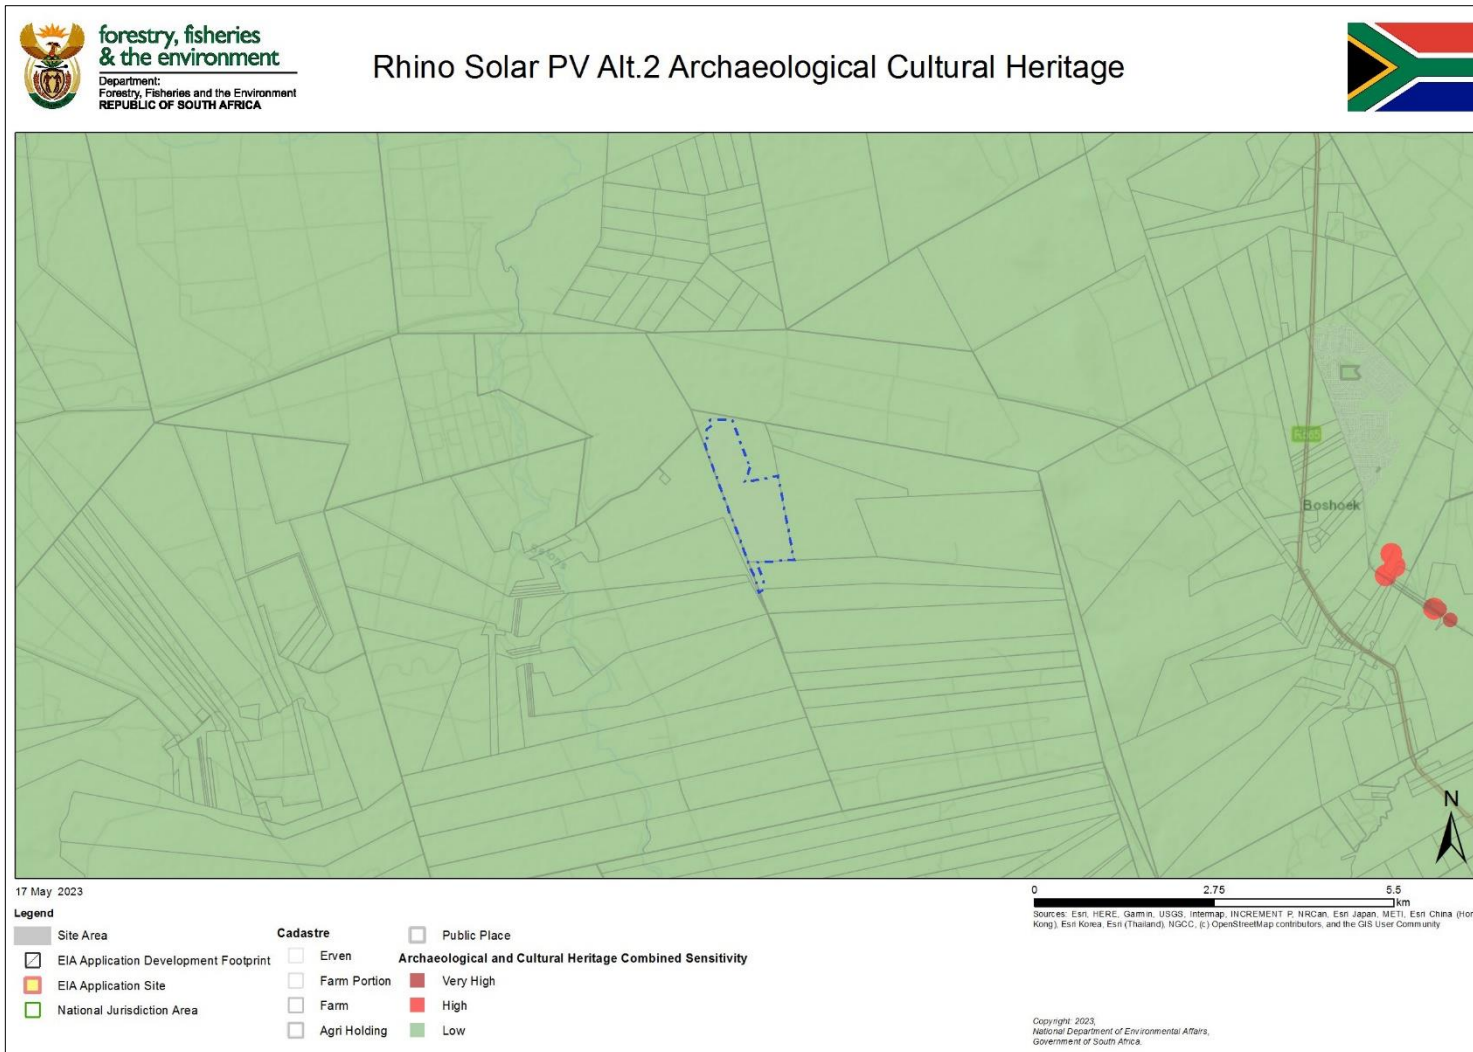 forestry, fisheries
& the environment
Department:
Forestry, Fisheries and the Environment
REPUBLIC OF SOUTH AFRICA
Rhino Solar PV Alt.2 Archaeological Cultural Heritage
Boshoek
N
17 May 2023
0 2.75 5.5
km
Sources: Esri, HERE, Garmin, USGS, Intermap, INCREMENT P, NRCan, Esri Japan, METI, Esri China (Hon
Kong), Esri Korea, Esri (Thailand), NGCC, (c) OpenStreetMap contributors, and the GIS User Community
Legend
Site Area
EIA Application Development Footprint
EIA Application Site
National Jurisdiction Area
Cadastre
Erven
Farm Portion
Farm
Agri Holding
Public Place
Archaeological and Cultural Heritage Combined Sensitivity
Very High
High
Low
Copyright: 2023,
National Department of Environmental Affairs,
Government of South Africa.